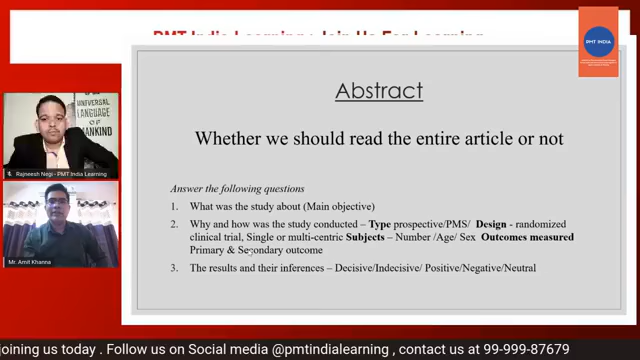 PMT India Learning : Join Us For Learning
PMT INDIA
Abstract
Whether we should read the entire article or not
Answer the following questions
1. What was the study about (Main objective)
2. Why and how was the study conducted – Type prospective/PMS/ Design - randomized
clinical trial, Single or multi-centric Subjects – Number /Age/ Sex Outcomes measured
Primary & Secondary outcome
3. The results and their inferences – Decisive/Indecisive/ Positive/Negative/Neutral
UNIVERSAL
LANGUAGE
OF
MANKIND
Rajneesh Negi - PMT India Learning
Mr. Amit Khanna
joining us today . Follow us on Social media @pmtindialearning , contact us at 99-999-87679